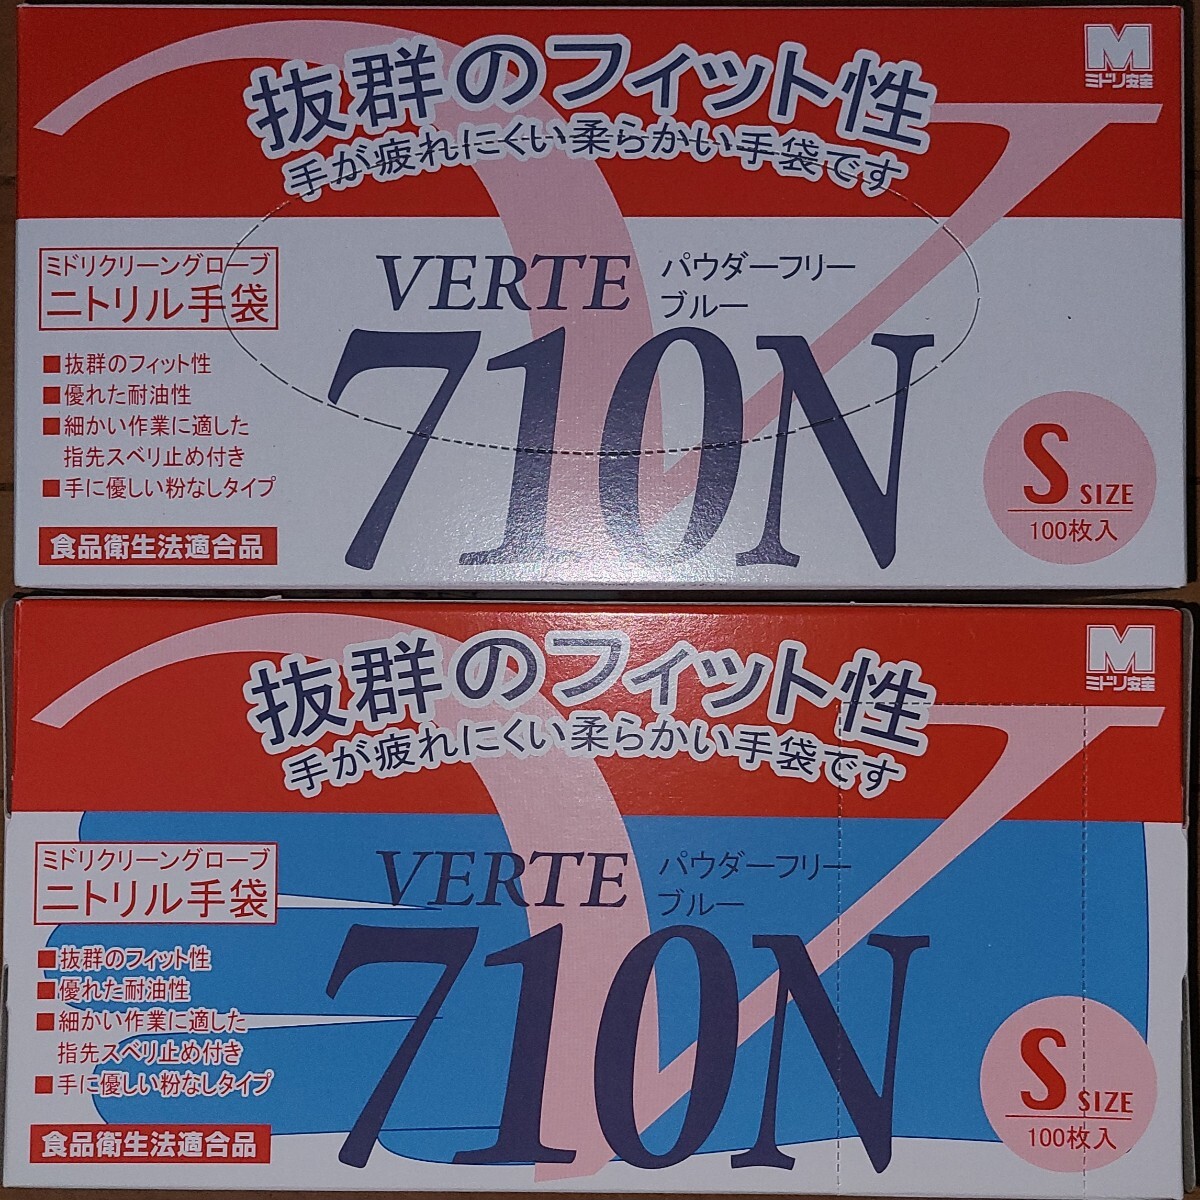 抜群のフィット性
手が疲れにくい柔らかい手袋です
M
ミドリ安全
ミドリクリーングローブ
ニトリル手袋
VERTE
パウダーフリー
ブルー
710N
■抜群のフィット性
■優れた耐油性
■細かい作業に適した
指先スベリ止め付き
■手に優しい粉なしタイプ
食品衛生法適合品
S SIZE
100枚入
抜群のフィット性
手が疲れにくい柔らかい手袋です
M
ミドリ安全
ミドリクリーングローブ
ニトリル手袋
VERTE
パウダーフリー
ブルー
710N
■抜群のフィット性
■優れた耐油性
■細かい作業に適した
指先スベリ止め付き
■手に優しい粉なしタイプ
食品衛生法適合品
S SIZE
100枚入